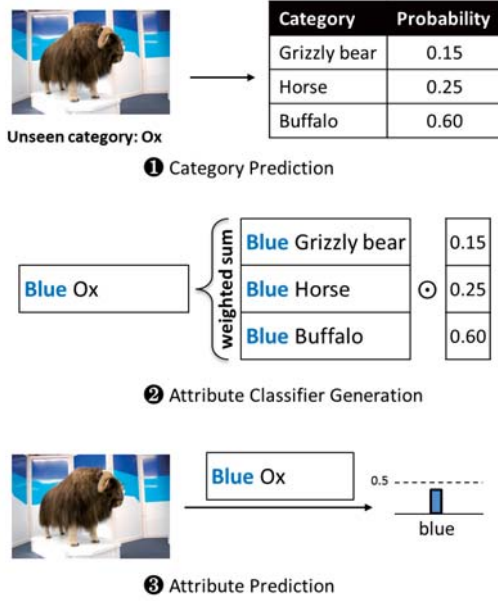 Category Probability
Grizzly bear 0.15
Horse 0.25
Buffalo 0.60
Unseen category: Ox
❶ Category Prediction
Blue Ox
weighted sum
Blue Grizzly bear
Blue Horse
Blue Buffalo
⊙
0.15
0.25
0.60
❷ Attribute Classifier Generation
Blue Ox
0.5
blue
❸ Attribute Prediction